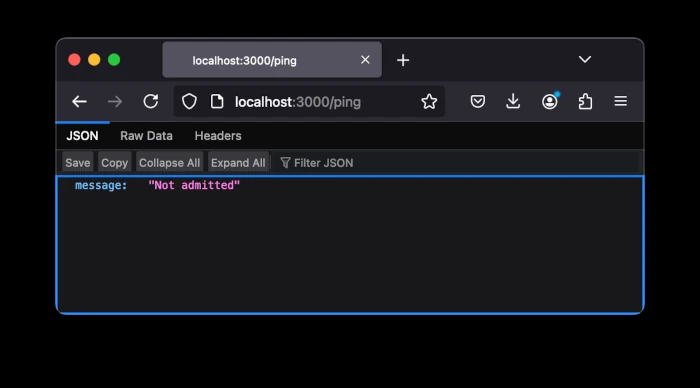 localhost:3000/ping
localhost:3000/ping
JSON Raw Data Headers
Save Copy Collapse All Expand All Filter JSON
message: "Not admitted"